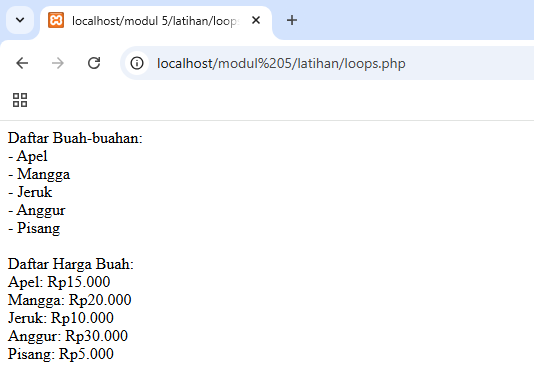 localhost/modul 5/latihan/loop
localhost/modul%205/latihan/loops.php
Daftar Buah-buahan:
- Apel
- Mangga
- Jeruk
- Anggur
- Pisang
Daftar Harga Buah:
Apel: Rp15.000
Mangga: Rp20.000
Jeruk: Rp10.000
Anggur: Rp30.000
Pisang: Rp5.000